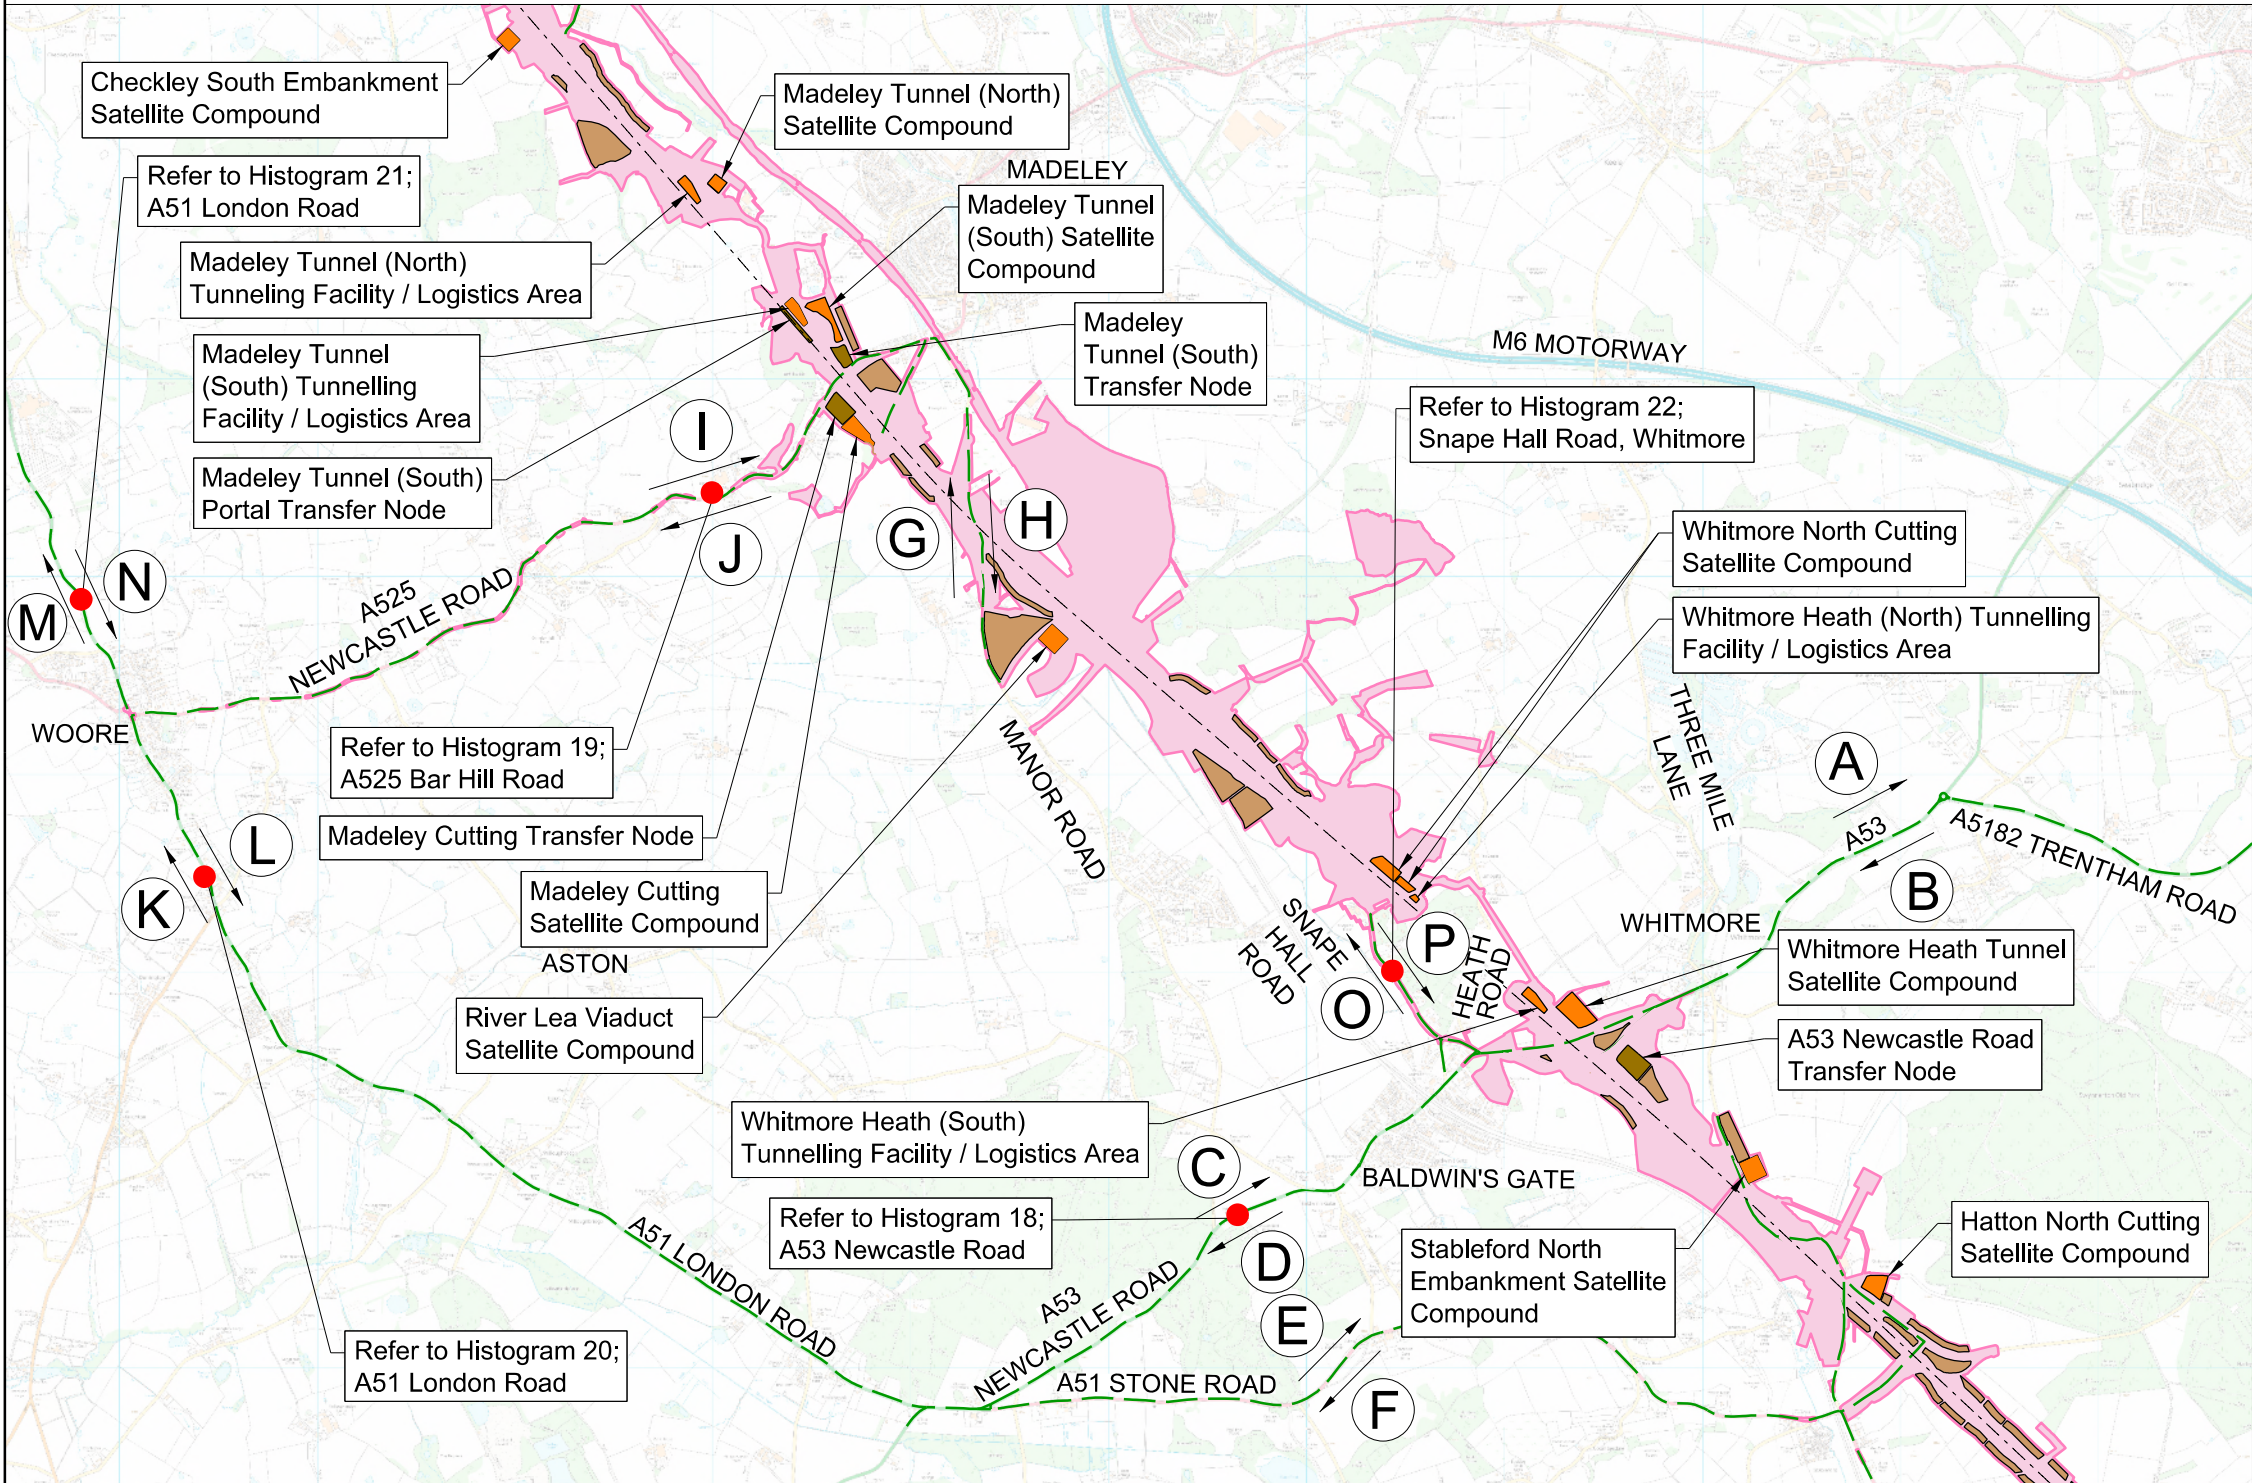 Checkley South Embankment
Satellite Compound
Madeley Tunnel (North)
Satellite Compound
Refer to Histogram 21;
A51 London Road
MADELEY
Madeley Tunnel
(South) Satellite
Compound
Madeley Tunnel (North)
Tunneling Facility / Logistics Area
Madeley
Tunnel (South)
Transfer Node
M6 MOTORWAY
Madeley Tunnel
(South) Tunnelling
Facility / Logistics Area
Refer to Histogram 22;
Snape Hall Road, Whitmore
I
Madeley Tunnel (South)
Portal Transfer Node
J
G
H
Whitmore North Cutting
Satellite Compound
N
M
A525
NEWCASTLE ROAD
Whitmore Heath (North) Tunnelling
Facility / Logistics Area
WOORE
Refer to Histogram 19;
A525 Bar Hill Road
MANOR ROAD
THREE MILE
LANE
A
A53
A5182 TRENTHAM ROAD
B
L
K
Madeley Cutting Transfer Node
Madeley Cutting
Satellite Compound
ASTON
SNAPE
HALL
ROAD
P
O
HEATH
ROAD
WHITMORE
Whitmore Heath Tunnel
Satellite Compound
River Lea Viaduct
Satellite Compound
A53 Newcastle Road
Transfer Node
Whitmore Heath (South)
Tunnelling Facility / Logistics Area
C
BALDWIN'S GATE
Refer to Histogram 18;
A53 Newcastle Road
D
E
A51 LONDON ROAD
A53
NEWCASTLE ROAD
Stableford North
Embankment Satellite
Compound
Hatton North Cutting
Satellite Compound
Refer to Histogram 20;
A51 London Road
A51 STONE ROAD
F